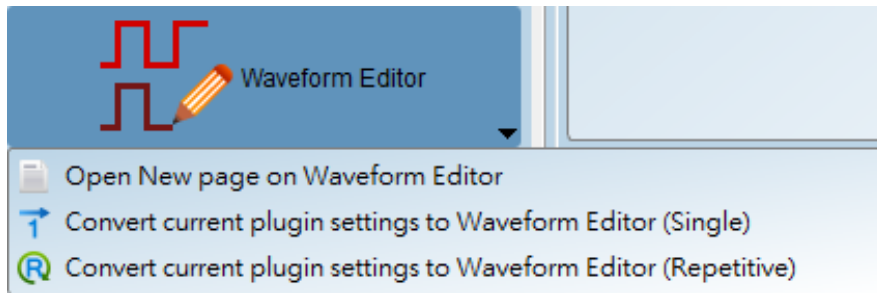 Waveform Editor
Open New page on Waveform Editor
1 Convert current plugin settings to Waveform Editor (Single)
R Convert current plugin settings to Waveform Editor (Repetitive)